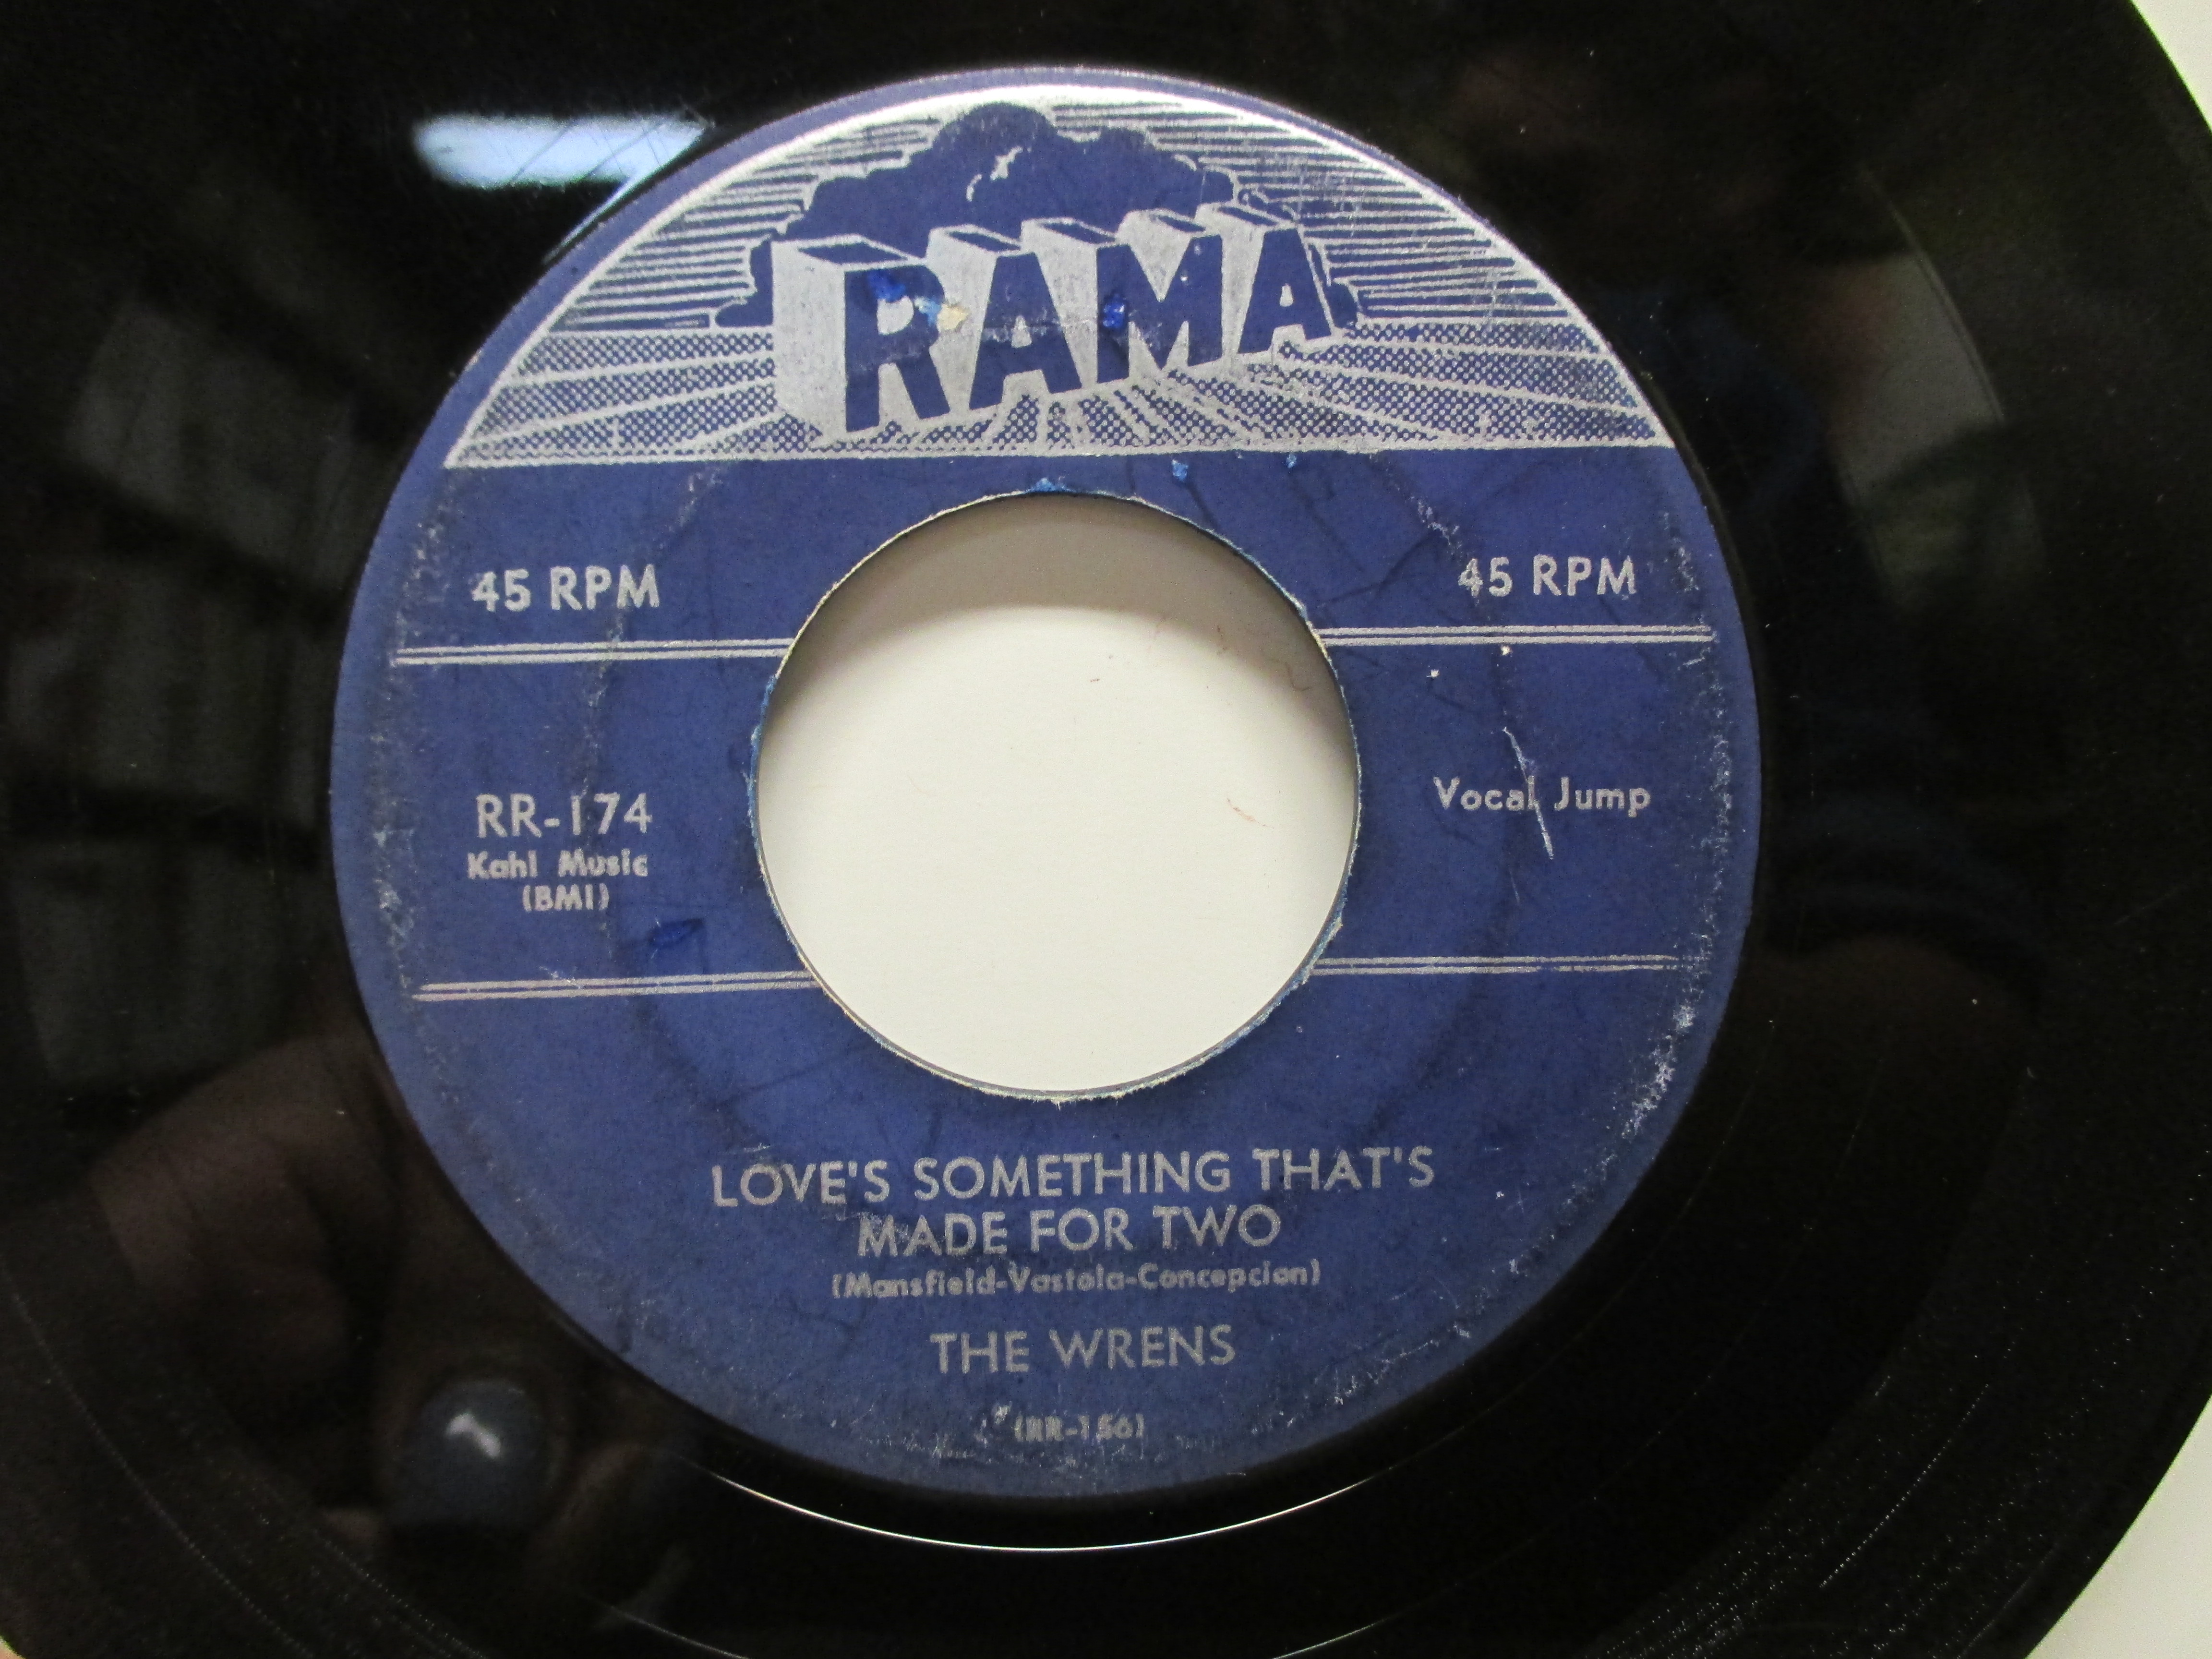 RAMA
45 RPM 45 RPM
RR-174
Kahl Music
(BMI)
Vocal Jump
LOVE'S SOMETHING THAT'S
MADE FOR TWO
(Mansfield-Vastola-Concepcion)
THE WRENS
(RR-156)